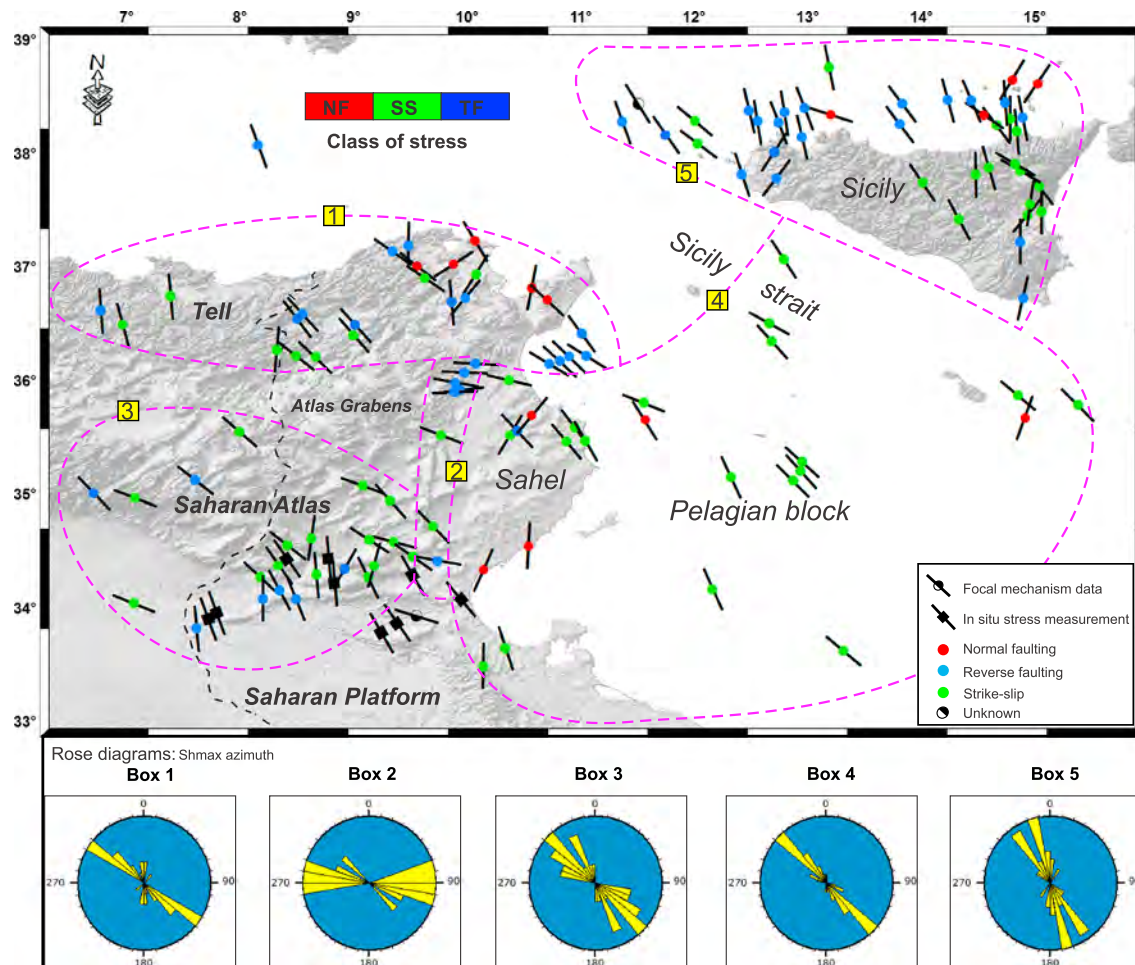 7° 8° 9° 10° 11° 12° 13° 14° 15°
39°
38°
37°
36°
35°
34°
33°
N
NF SS TF
Class of stress
1
5
Sicily
Sicily
strait
4
Tell
3
Atlas Grabens
2
Sahel
Saharan Atlas
Pelagian block
Saharan Platform
Focal mechanism data
In situ stress measurement
Normal faulting
Reverse faulting
Strike-slip
Unknown
Rose diagrams: Shmax azimuth
Box 1 Box 2 Box 3 Box 4 Box 5
0 0 0 0 0
270 90 270 90 270 90 270 90 270 90
180 180 180 180 180